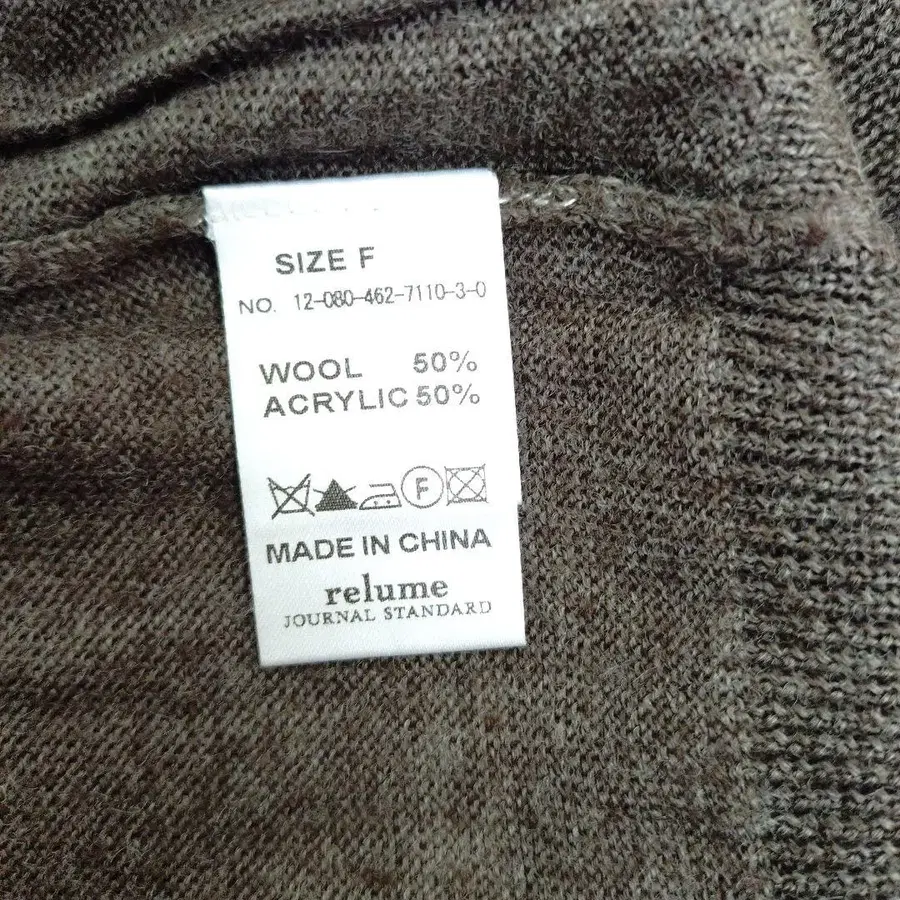 SIZE F
NO. 12-080-462-7110-3-0
WOOL 50%
ACRYLIC 50%
F
MADE IN CHINA
relume
JOURNAL STANDARD